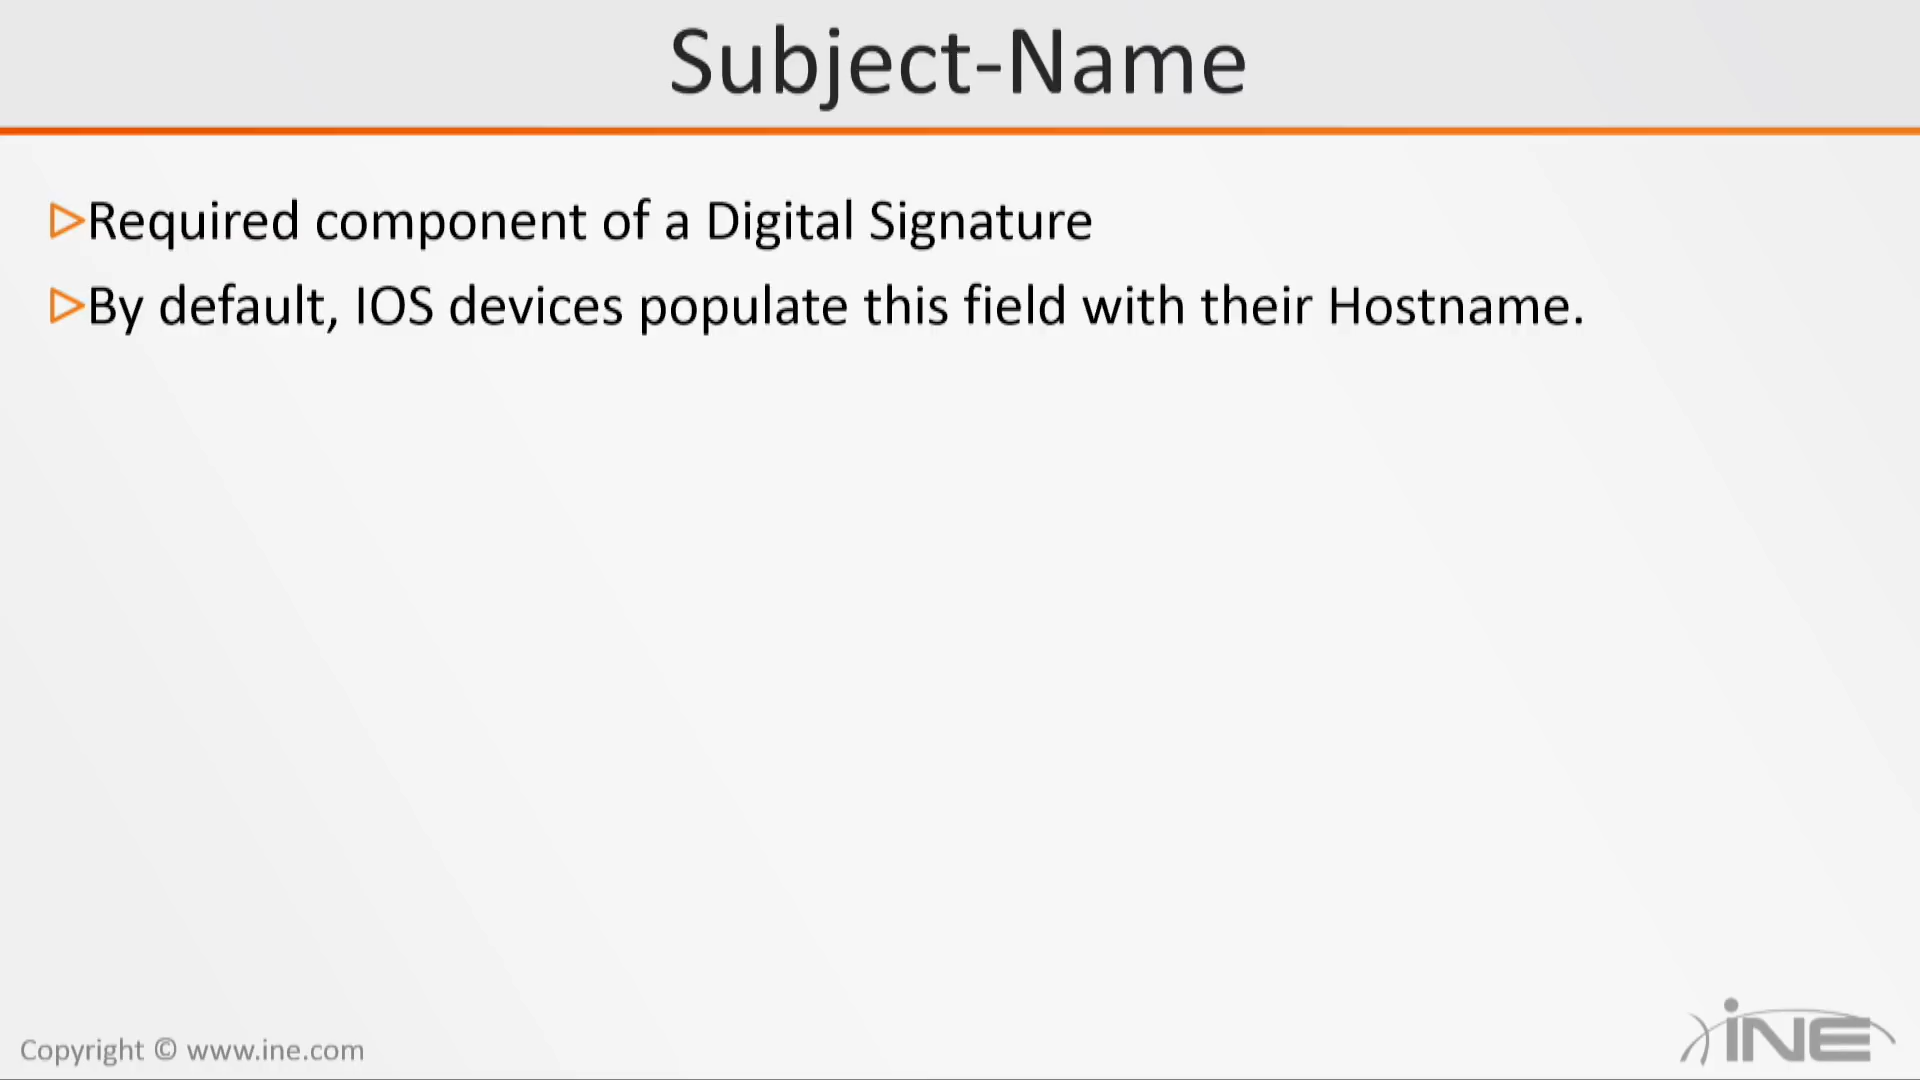 Subject-Name
Required component of a Digital Signature
By default, IOS devices populate this field with their Hostname.
Copyright © www.ine.com
iNE